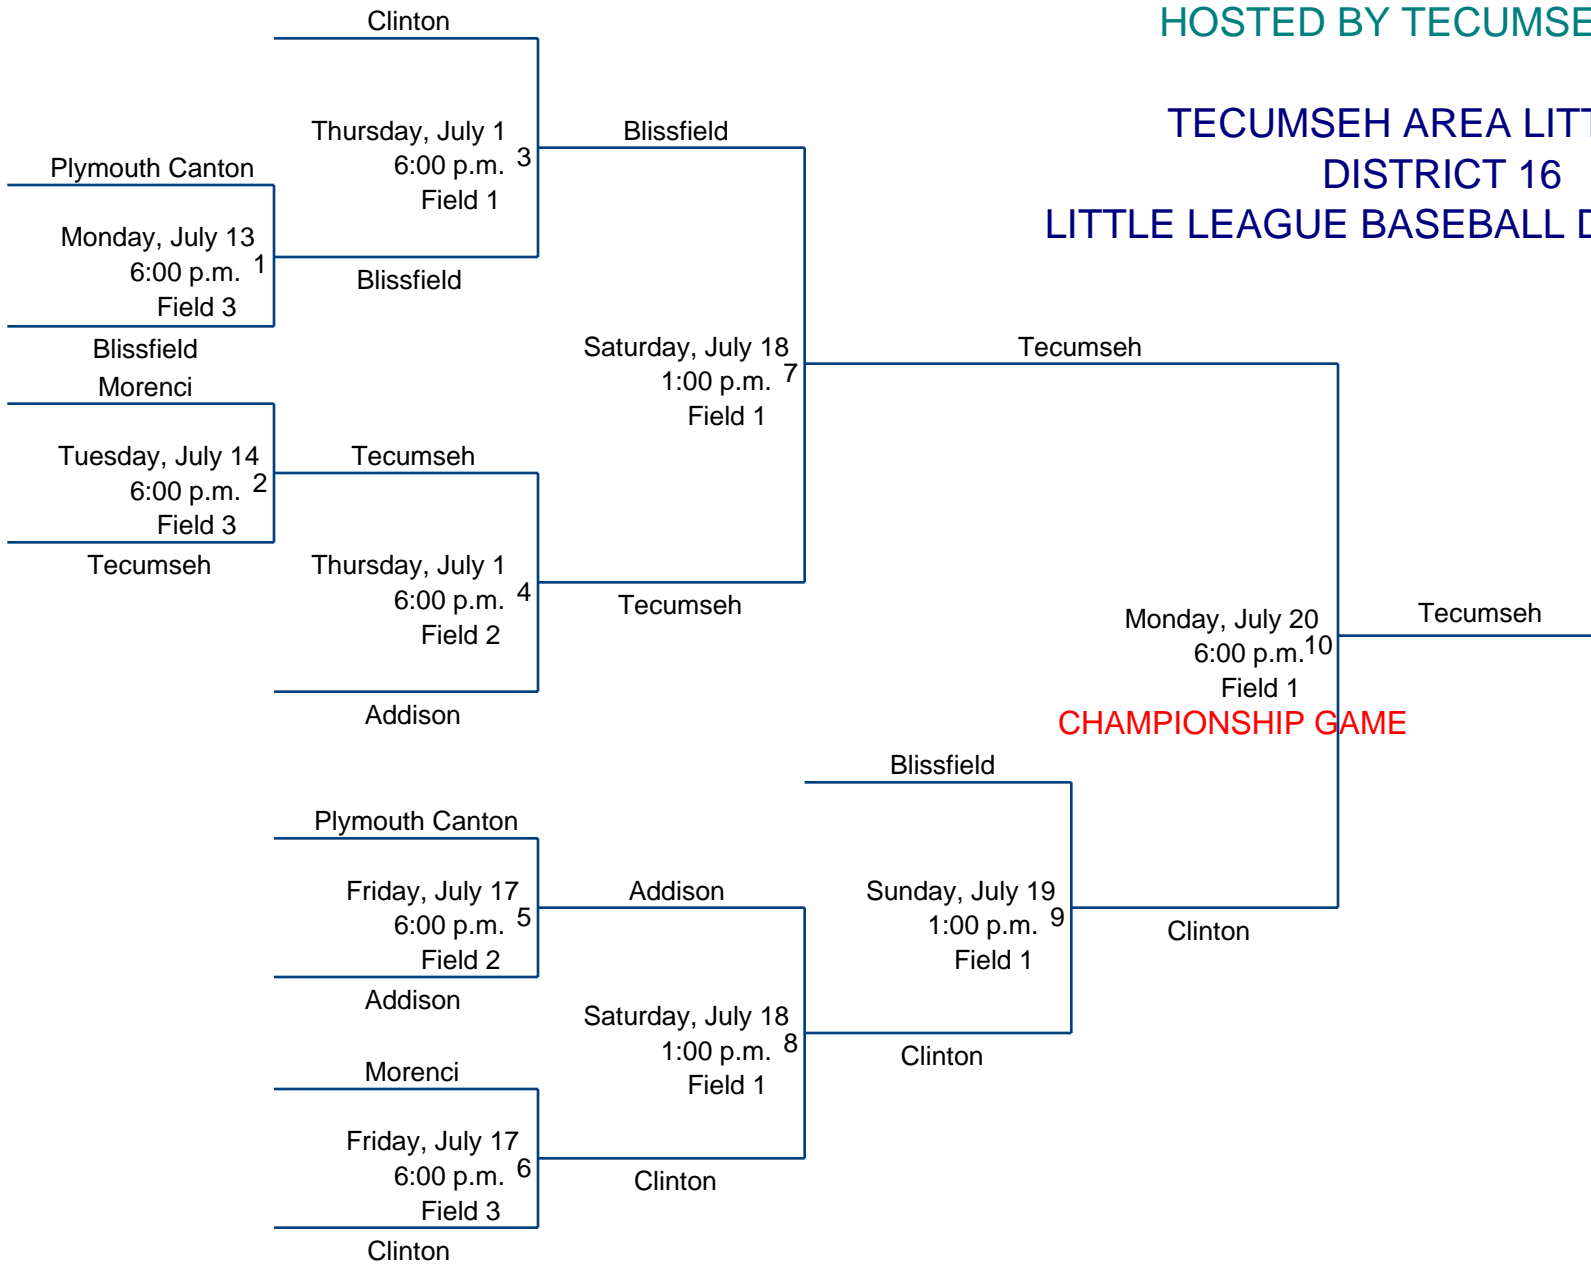 Clinton
HOSTED BY TECUMSE
TECUMSEH AREA LITT
DISTRICT 16
LITTLE LEAGUE BASEBALL D
Thursday, July 1
6:00 p.m. 3
Field 1
Blissfield
Plymouth Canton
Monday, July 13
6:00 p.m. 1
Field 3
Blissfield
Blissfield
Morenci
Saturday, July 18
1:00 p.m. 7
Field 1
Tecumseh
Tuesday, July 14
6:00 p.m. 2
Field 3
Tecumseh
Tecumseh
Thursday, July 1
6:00 p.m. 4
Field 2
Tecumseh
Addison
Monday, July 20
6:00 p.m. 10
Field 1
CHAMPIONSHIP GAME
Tecumseh
Blissfield
Plymouth Canton
Friday, July 17
6:00 p.m. 5
Field 2
Addison
Addison
Sunday, July 19
1:00 p.m. 9
Field 1
Clinton
Saturday, July 18
1:00 p.m. 8
Field 1
Clinton
Morenci
Friday, July 17
6:00 p.m. 6
Field 3
Clinton
Clinton